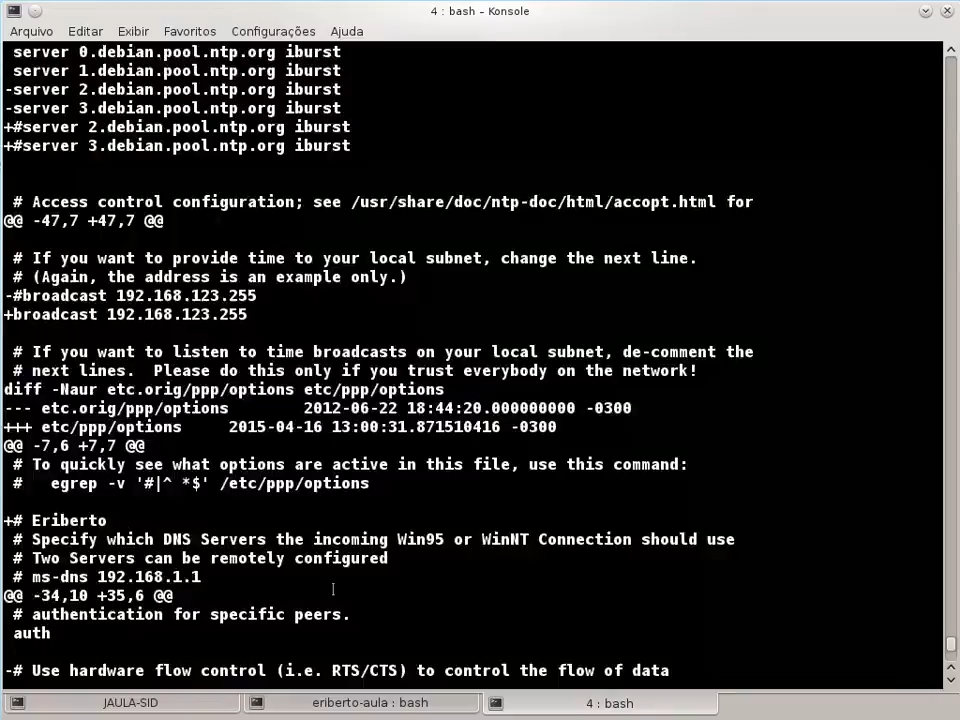 4 : bash – Konsole
Arquivo Editar Exibir Favoritos Configurações Ajuda
 server 0.debian.pool.ntp.org iburst
 server 1.debian.pool.ntp.org iburst
-server 2.debian.pool.ntp.org iburst
-server 3.debian.pool.ntp.org iburst
+#server 2.debian.pool.ntp.org iburst
+#server 3.debian.pool.ntp.org iburst
 # Access control configuration; see /usr/share/doc/ntp-doc/html/accopt.html for
@@ -47,7 +47,7 @@
 # If you want to provide time to your local subnet, change the next line.
 # (Again, the address is an example only.)
-#broadcast 192.168.123.255
+broadcast 192.168.123.255
 # If you want to listen to time broadcasts on your local subnet, de-comment the
 # next lines.  Please do this only if you trust everybody on the network!
diff -Naur etc.orig/ppp/options etc/ppp/options
--- etc.orig/ppp/options        2012-06-22 18:44:20.000000000 -0300
+++ etc/ppp/options     2015-04-16 13:00:31.871510416 -0300
@@ -7,6 +7,7 @@
 # To quickly see what options are active in this file, use this command:
 #   egrep -v '#|^ *$' /etc/ppp/options
+# Eriberto
 # Specify which DNS Servers the incoming Win95 or WinNT Connection should use
 # Two Servers can be remotely configured
 # ms-dns 192.168.1.1
@@ -34,10 +35,6 @@
 # authentication for specific peers.
 auth
-# Use hardware flow control (i.e. RTS/CTS) to control the flow of data
JAULA-SID eriberto-aula : bash 4 : bash